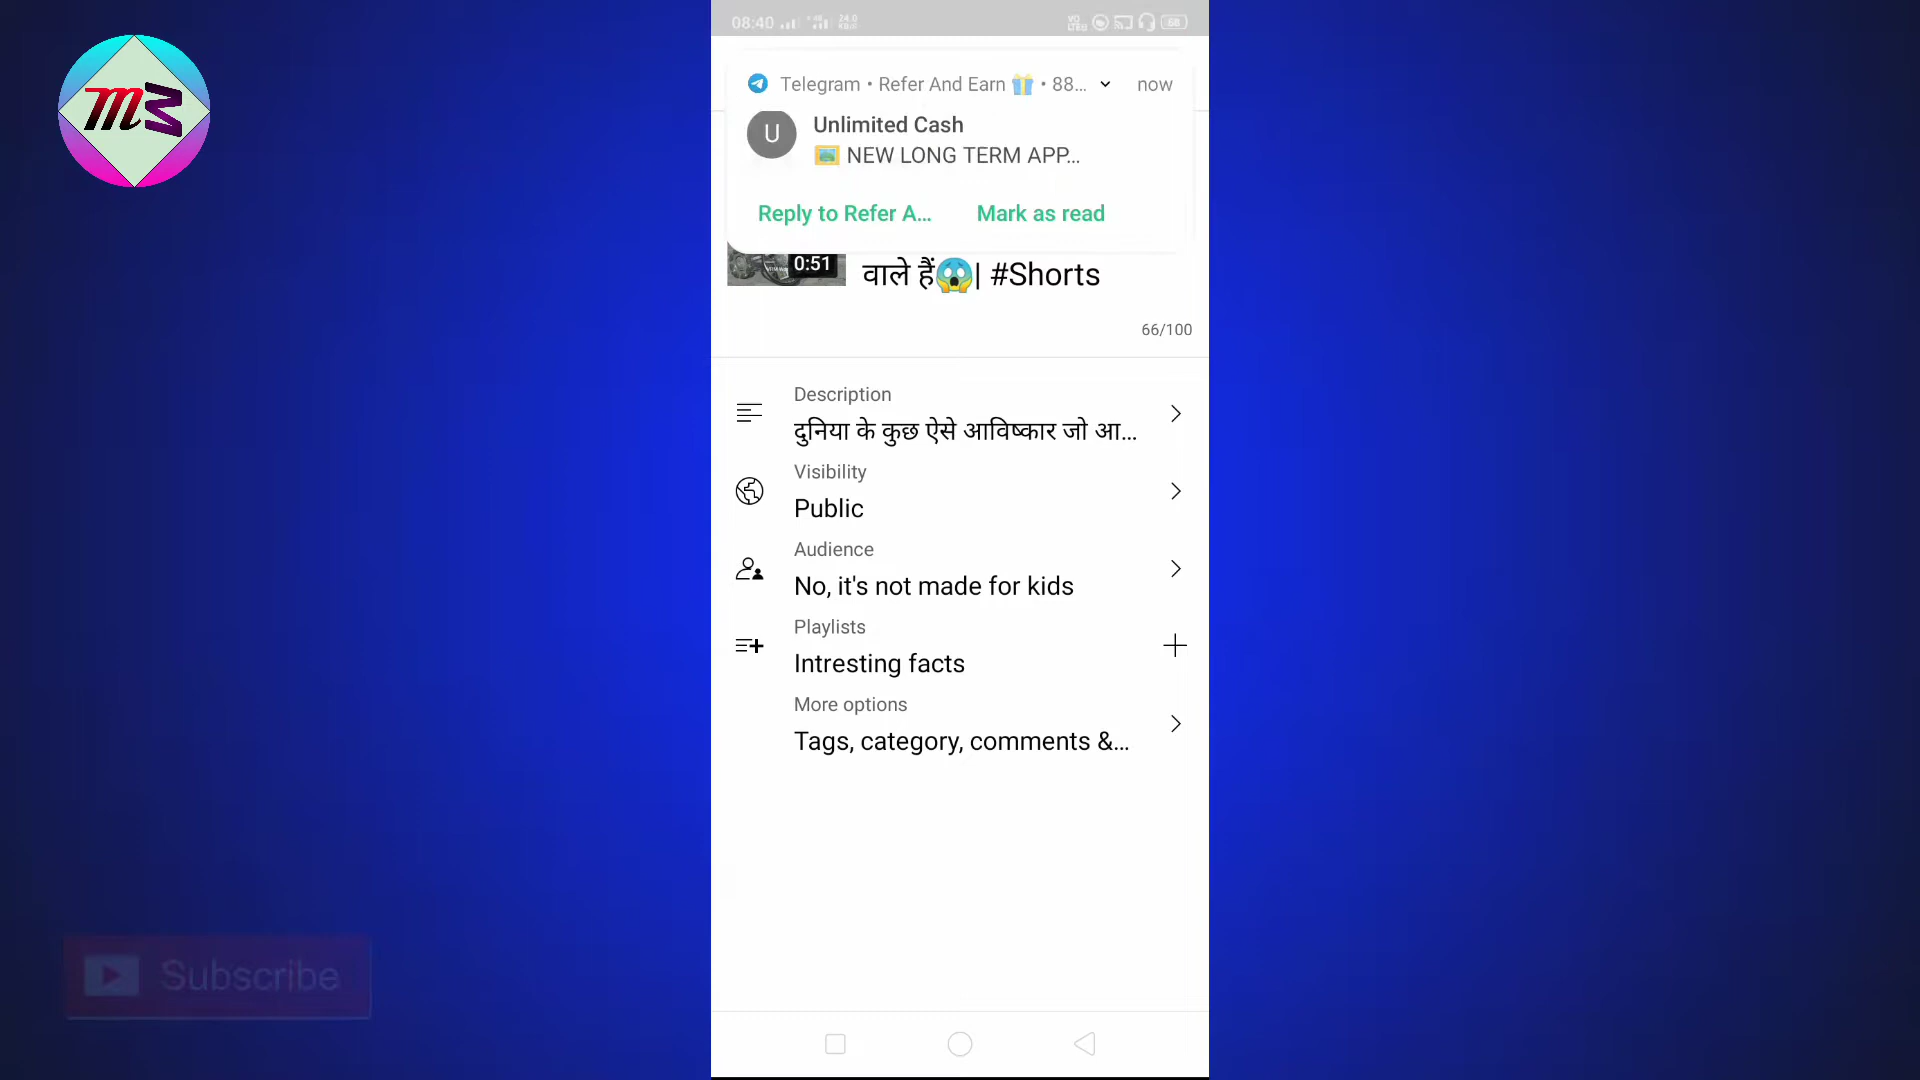 08:40
Telegram • Refer And Earn 🎁 • 88... now
U
Unlimited Cash
🖼️ NEW LONG TERM APP...
Reply to Refer A...
Mark as read
0:51
वाले हैं😱| #Shorts
66/100
Description
दुनिया के कुछ ऐसे आविष्कार जो आ...
Visibility
Public
Audience
No, it's not made for kids
Playlists
Intresting facts
More options
Tags, category, comments &...
Subscribe